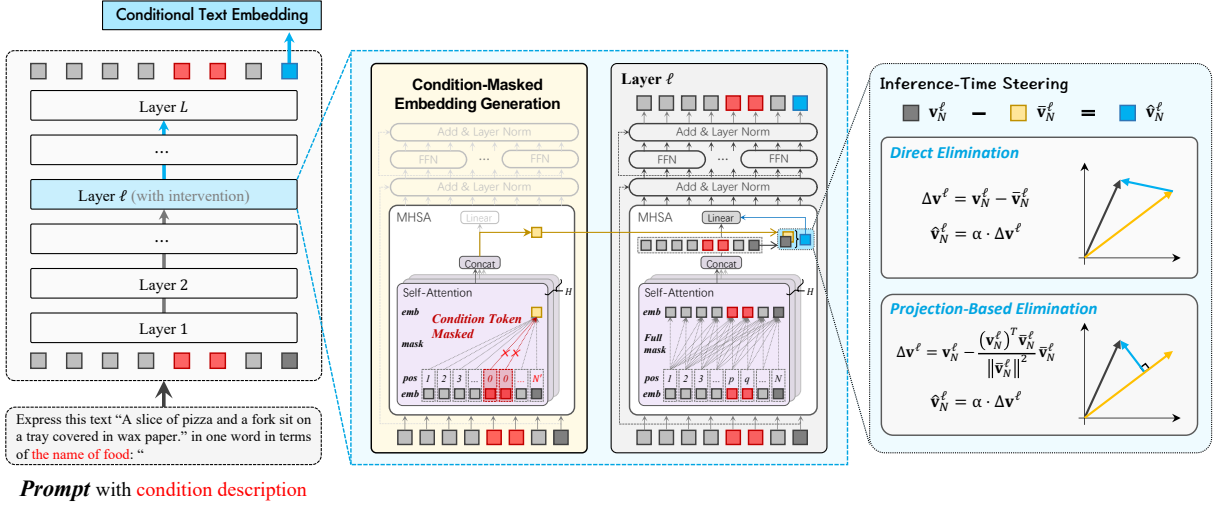 Conditional Text Embedding
Layer L
...
Layer ℓ (with intervention)
...
Layer 2
Layer 1
Express this text “A slice of pizza and a fork sit on
a tray covered in wax paper.” in one word in terms
of the name of food: “
Prompt with condition description
Condition-Masked
Embedding Generation
Add & Layer Norm
FFN ... FFN
Add & Layer Norm
MHSA
Linear
Concat
Self-Attention
H
emb
Condition Token
Masked
mask
××
pos 1 2 3 ... 0 0 ... N'
emb
Layer ℓ
Add & Layer Norm
FFN ... FFN
Add & Layer Norm
MHSA
Linear
Concat
Self-Attention
H
emb
Full
mask
pos 1 2 3 ... p q ... N
emb
Inference-Time Steering
v_N^ℓ − v̄_N^ℓ = v̂_N^ℓ
Direct Elimination
Δv^ℓ = v_N^ℓ − v̄_N^ℓ
v̂_N^ℓ = α · Δv^ℓ
Projection-Based Elimination
Δv^ℓ = v_N^ℓ − (v_N^ℓ)^T v̄_N^ℓ / ‖v̄_N^ℓ‖^2 v̄_N^ℓ
v̂_N^ℓ = α · Δv^ℓ